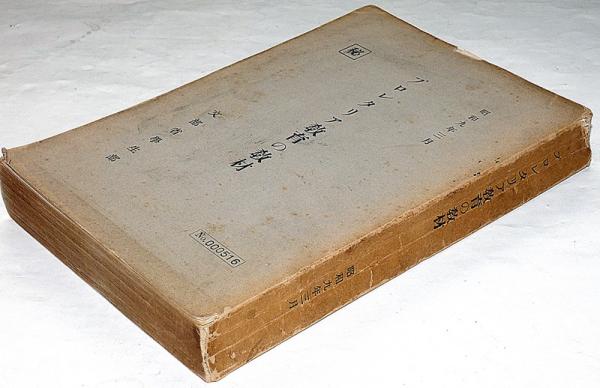 秘
昭和九年三月
プロレタリア教育の教材
文部省學生部
No.000516
プロレタリア教育の教材
昭和九年三月